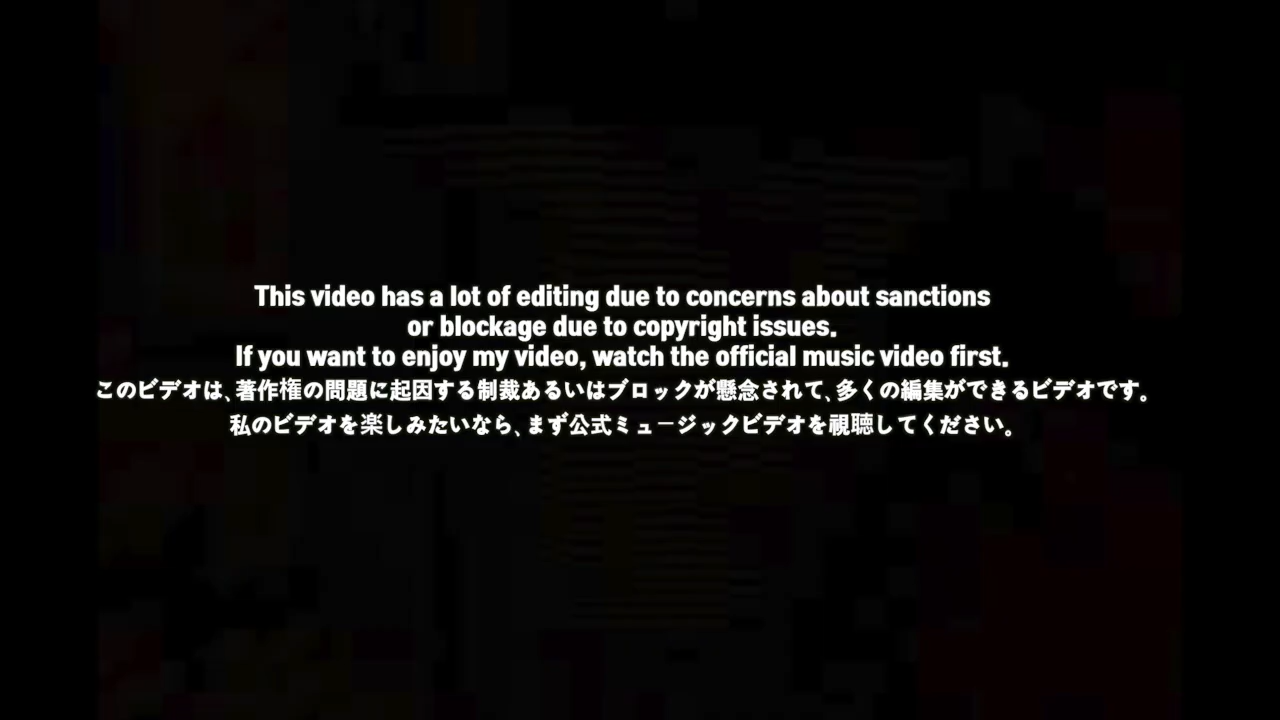 This video has a lot of editing due to concerns about sanctions
or blockage due to copyright issues.
If you want to enjoy my video, watch the official music video first.
このビデオは、著作権の問題に起因する制裁あるいはブロックが懸念されて、多くの編集ができるビデオです。
私のビデオを楽しみたいなら、まず公式ミュージックビデオを視聴してください。